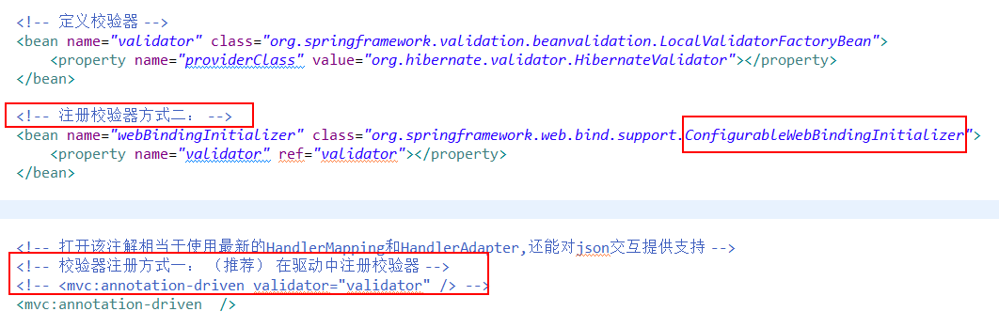 <!-- 定义校验器 -->
<bean name="validator" class="org.springframework.validation.beanvalidation.LocalValidatorFactoryBean">
    <property name="providerClass" value="org.hibernate.validator.HibernateValidator"></property>
</bean>
<!-- 注册校验器方式二： -->
<bean name="webBindingInitializer" class="org.springframework.web.bind.support.ConfigurableWebBindingInitializer">
    <property name="validator" ref="validator"></property>
</bean>
<!-- 打开该注解相当于使用最新的HandlerMapping和HandlerAdapter,还能对json交互提供支持 -->
<!-- 校验器注册方式一：（推荐） 在驱动中注册校验器 -->
<!-- <mvc:annotation-driven validator="validator" /> -->
<mvc:annotation-driven  />